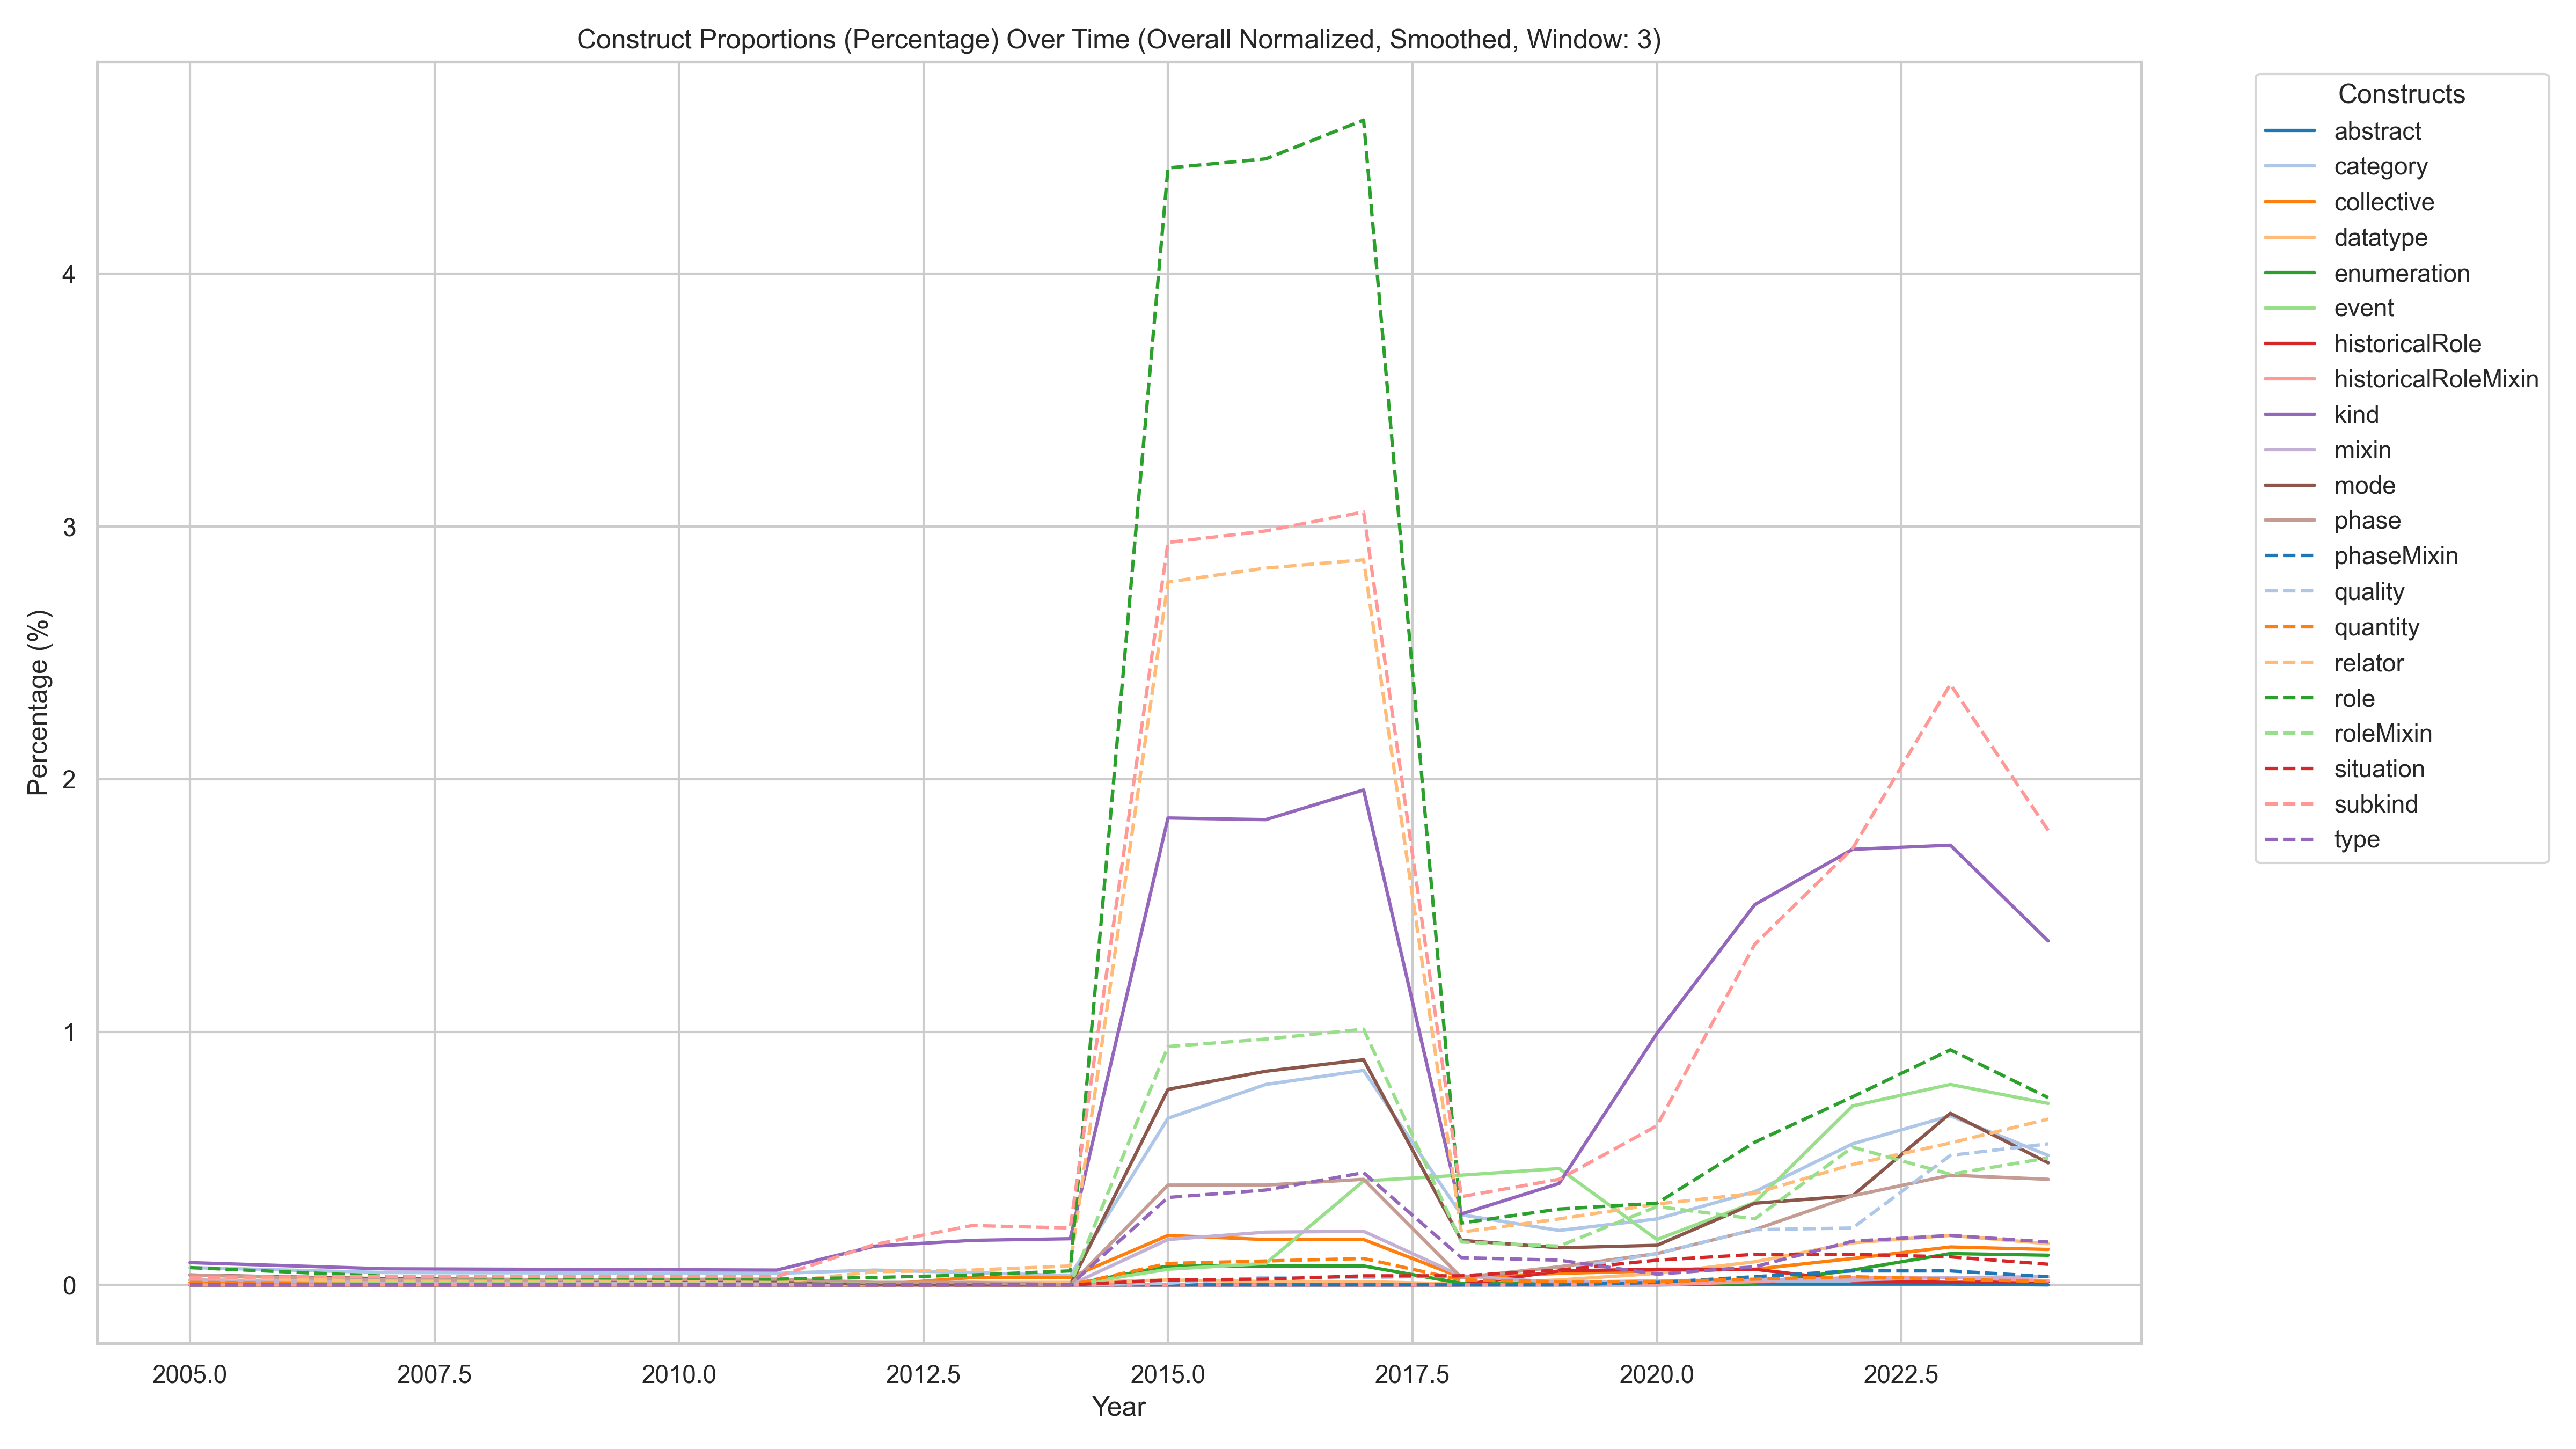 Construct Proportions (Percentage) Over Time (Overall Normalized, Smoothed, Window: 3)
Percentage (%)
4
3
2
1
0
2005.0 2007.5 2010.0 2012.5 2015.0 2017.5 2020.0 2022.5
Year
Constructs
abstract
category
collective
datatype
enumeration
event
historicalRole
historicalRoleMixin
kind
mixin
mode
phase
phaseMixin
quality
quantity
relator
role
roleMixin
situation
subkind
type